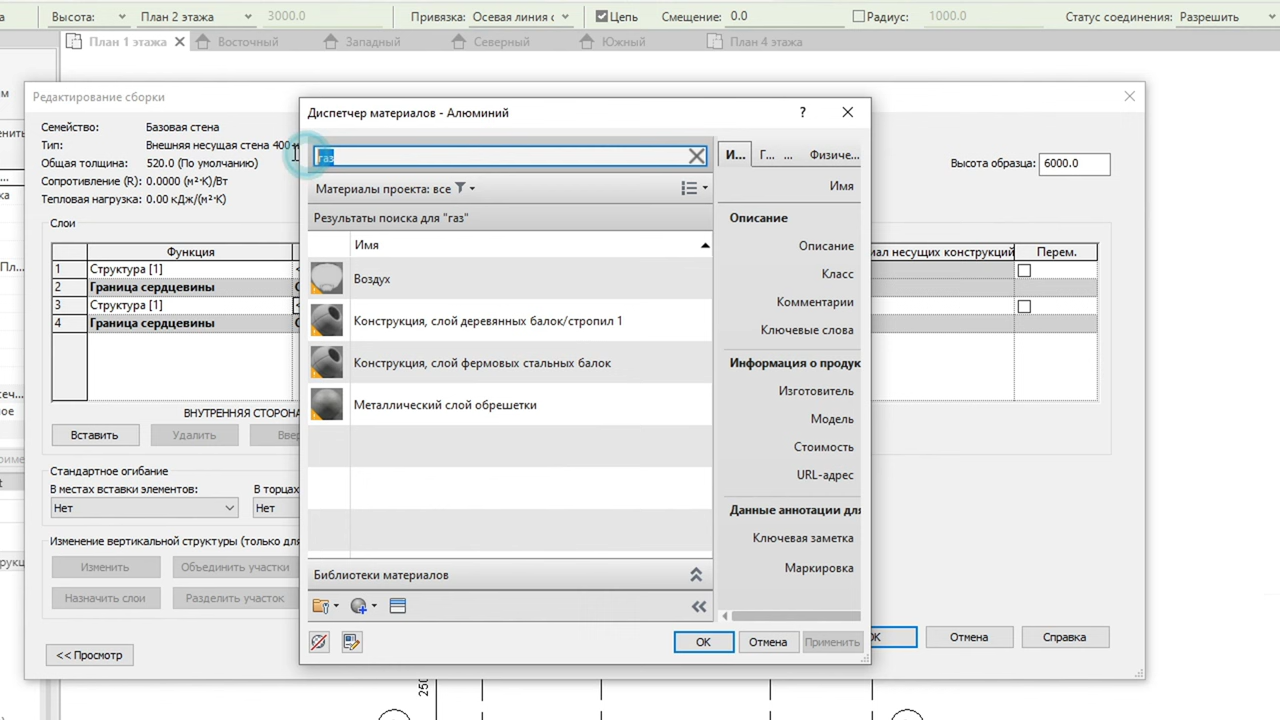 Высота: План 2 этажа 3000.0 Привязка: Осевая линия с Цепь Смещение: 0.0 Радиус: 1000.0 Статус соединения: Разрешить
План 1 этажа Восточный Западный Северный Южный План 4 этажа
Редактирование сборки
Семейство: Базовая стена
Тип: Внешняя несущая стена 400
Общая толщина: 520.0 (По умолчанию)
Сопротивление (R): 0.0000 (м²·K)/Вт
Тепловая нагрузка: 0.00 кДж/(м²·K)
Высота образца: 6000.0
Слои
Функция
1 Структура [1]
2 Граница сердцевины
3 Структура [1]
4 Граница сердцевины
иал несущих конструкций Перем.
ВНУТРЕННЯЯ СТОРОНА
Вставить Удалить Ввер
Стандартное огибание
В местах вставки элементов: В торцах
Нет Нет
Изменение вертикальной структуры (только для
Изменить Объединить участки
Назначить слои Разделить участок
<< Просмотр
ОК Отмена Справка
Диспетчер материалов - Алюминий ?
газ
Материалы проекта: все
Результаты поиска для "газ"
Имя
Воздух
Конструкция, слой деревянных балок/стропил 1
Конструкция, слой фермовых стальных балок
Металлический слой обрешетки
Библиотеки материалов
И... Г... ... Физиче...
Имя
Описание
Описание
Класс
Комментарии
Ключевые слова
Информация о продук
Изготовитель
Модель
Стоимость
URL-адрес
Данные аннотации для
Ключевая заметка
Маркировка
ОК Отмена Применить
250